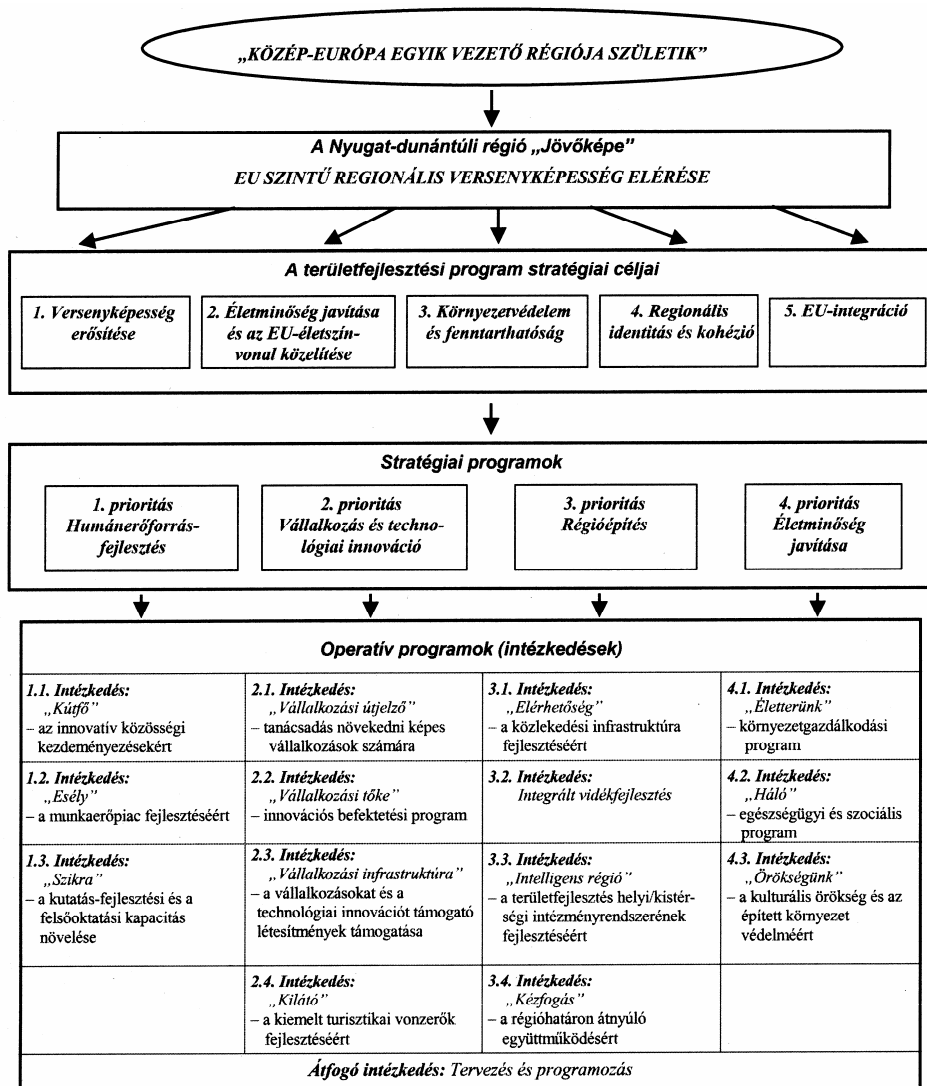 „KÖZÉP-EURÓPA EGYIK VEZETŐ RÉGIÓJA SZÜLETIK”
A Nyugat-dunántúli régió „Jövőképe”
EU SZINTŰ REGIONÁLIS VERSENYKÉPESSÉG ELÉRÉSE
A területfejlesztési program stratégiai céljai
1. Versenyképesség
erősítése
2. Életminőség javítása
és az EU-életszín-
vonal közelítése
3. Környezetvédelem
és fenntarthatóság
4. Regionális
identitás és kohézió
5. EU-integráció
Stratégiai programok
1. prioritás
Humánerőforrás-
fejlesztés
2. prioritás
Vállalkozás és techno-
lógiai innováció
3. prioritás
Régióépítés
4. prioritás
Életminőség
javítása
Operatív programok (intézkedések)
1.1. Intézkedés:
„Kútfő”
– az innovatív közösségi
kezdeményezésekért
2.1. Intézkedés:
„Vállalkozási útjelző”
– tanácsadás növekedni képes
vállalkozások számára
3.1. Intézkedés:
„Elérhetőség”
– a közlekedési infrastruktúra
fejlesztéséért
4.1. Intézkedés:
„Életterünk”
– környezetgazdálkodási
program
1.2. Intézkedés:
„Esély”
– a munkaerőpiac fejlesztéséért
2.2. Intézkedés:
„Vállalkozási tőke”
– innovációs befektetési program
3.2. Intézkedés:
Integrált vidékfejlesztés
4.2. Intézkedés:
„Háló”
– egészségügyi és szociális
program
1.3. Intézkedés:
„Szikra”
– a kutatás-fejlesztési és a
felsőoktatási kapacitás
növelése
2.3. Intézkedés:
„Vállalkozási infrastruktúra”
– a vállalkozásokat és a
technológiai innovációt támogató
létesítmények támogatása
3.3. Intézkedés:
„Intelligens régió”
– a területfejlesztés helyi/kistér-
ségi intézményrendszerének
fejlesztéséért
4.3. Intézkedés:
„Örökségünk”
– a kulturális örökség és az
épített környezet
védelméért
2.4. Intézkedés:
„Kilátó”
– a kiemelt turisztikai vonzerők
fejlesztéséért
3.4. Intézkedés:
„Kézfogás”
– a régióhatáron átnyúló
együttműködésért
Átfogó intézkedés: Tervezés és programozás